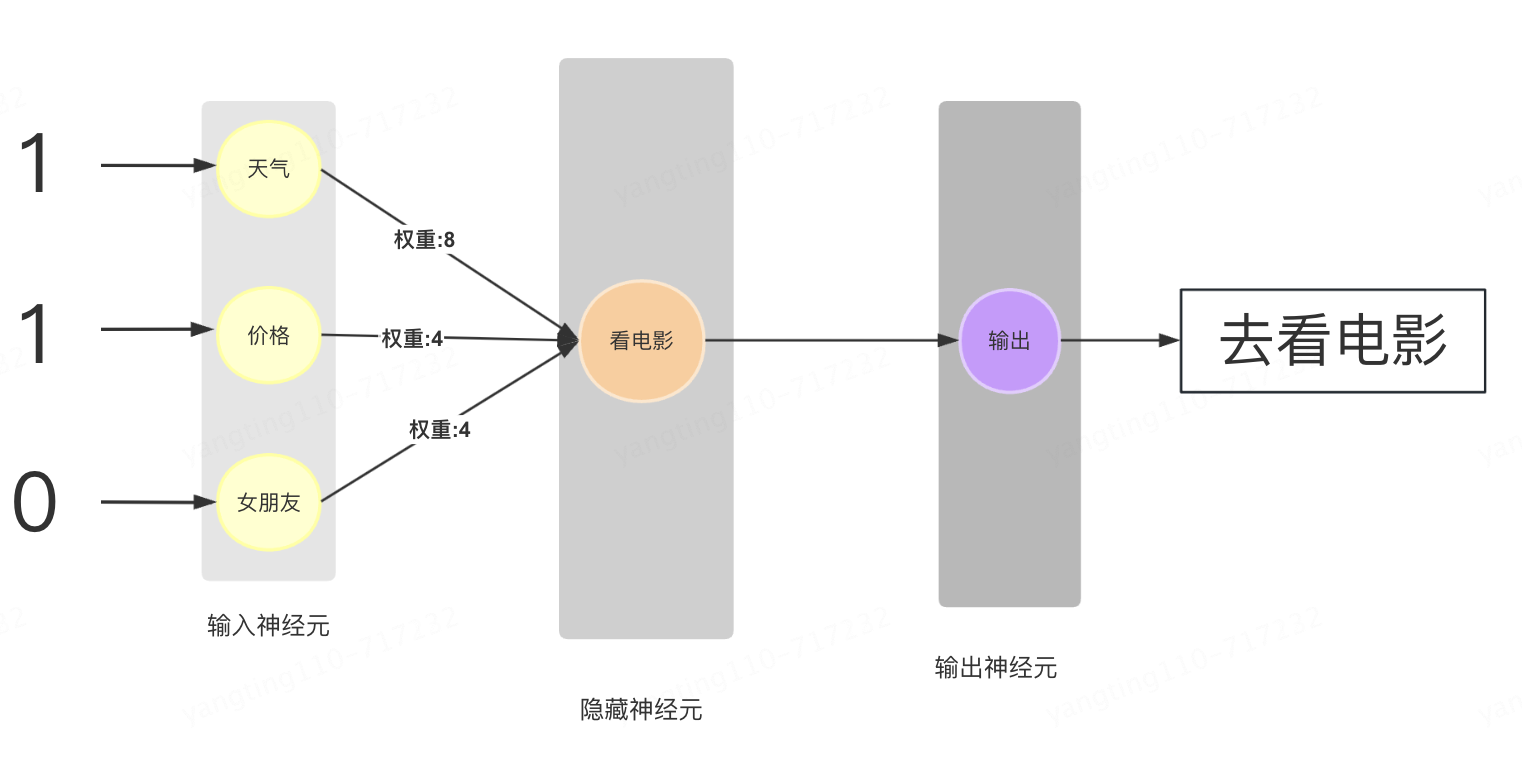 1
天气
权重:8
1
价格
权重:4
看电影
输出
去看电影
权重:4
0
女朋友
输入神经元
输出神经元
隐藏神经元
yangting110-717232